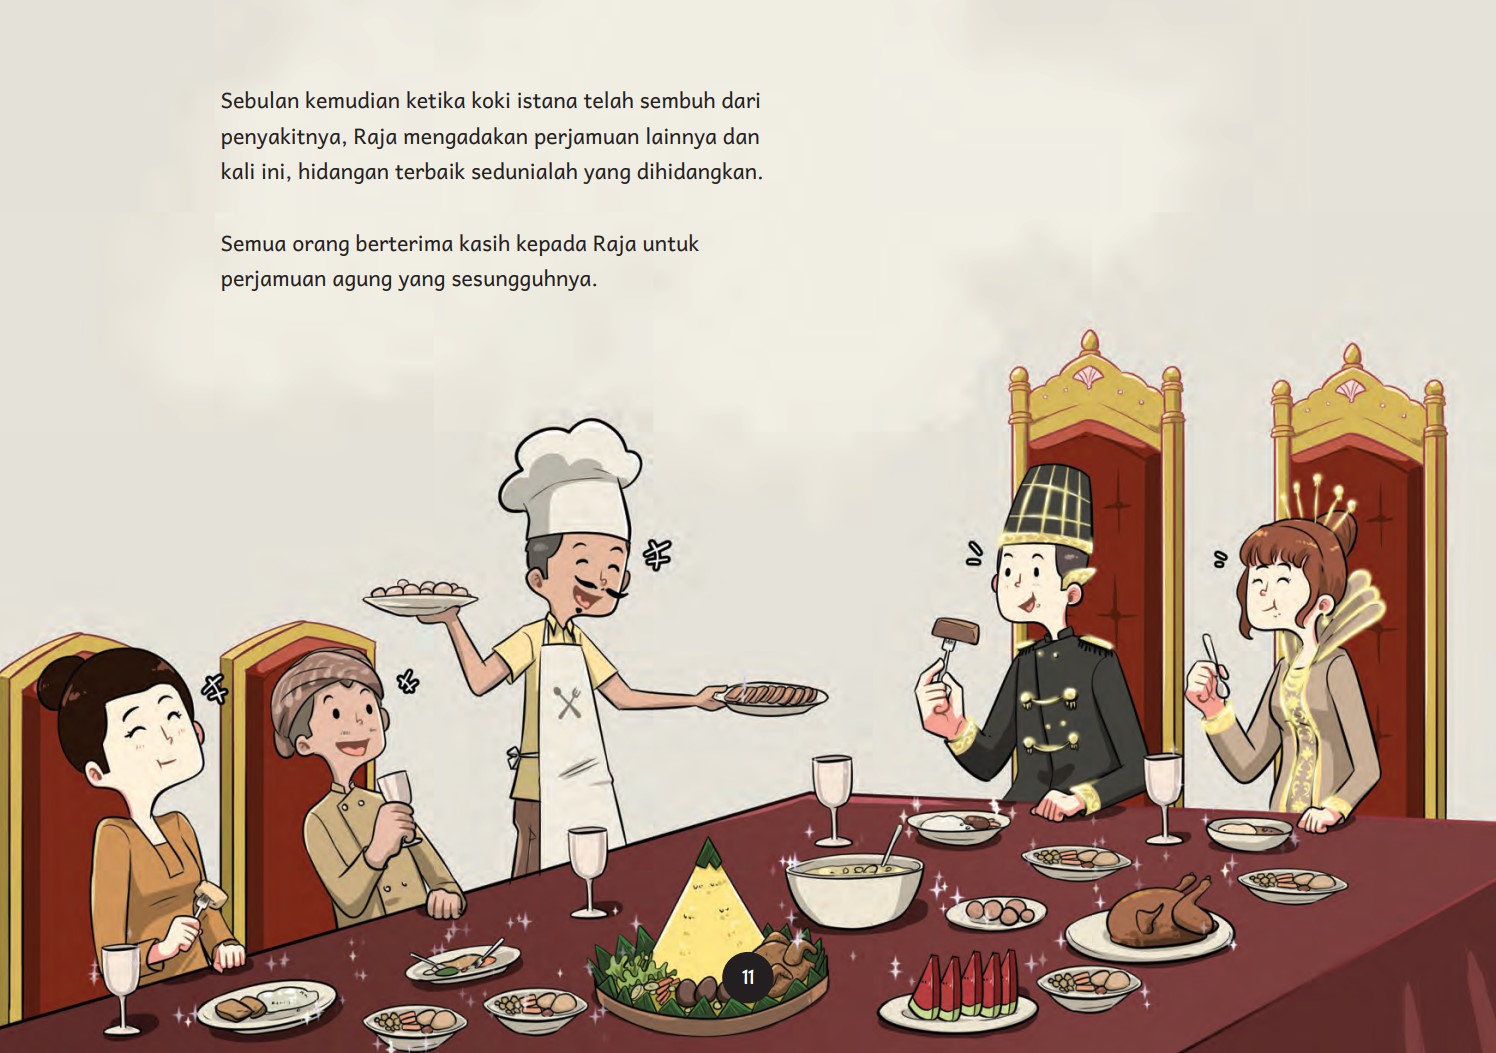 Sebulan kemudian ketika koki istana telah sembuh dari
penyakitnya, Raja mengadakan perjamuan lainnya dan
kali ini, hidangan terbaik sedunialah yang dihidangkan.
Semua orang berterima kasih kepada Raja untuk
perjamuan agung yang sesungguhnya.
11